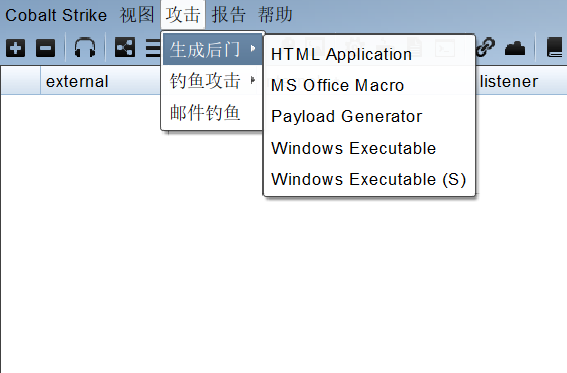 Cobalt Strike 视图 攻击 报告 帮助
生成后门
钓鱼攻击
邮件钓鱼
HTML Application
MS Office Macro
Payload Generator
Windows Executable
Windows Executable (S)
external
listener